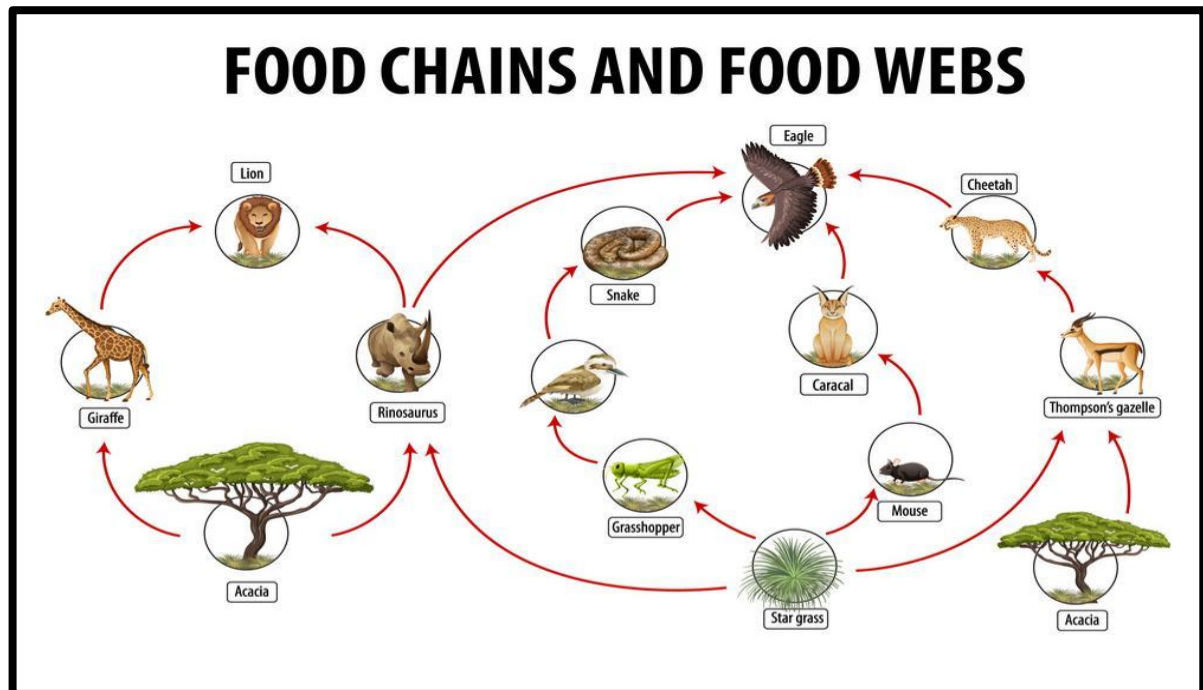 FOOD CHAINS AND FOOD WEBS
Eagle
Lion
Cheetah
Snake
Caracal
Giraffe
Rinosaurus
Thompson's gazelle
Grasshopper
Mouse
Acacia
Star grass
Acacia